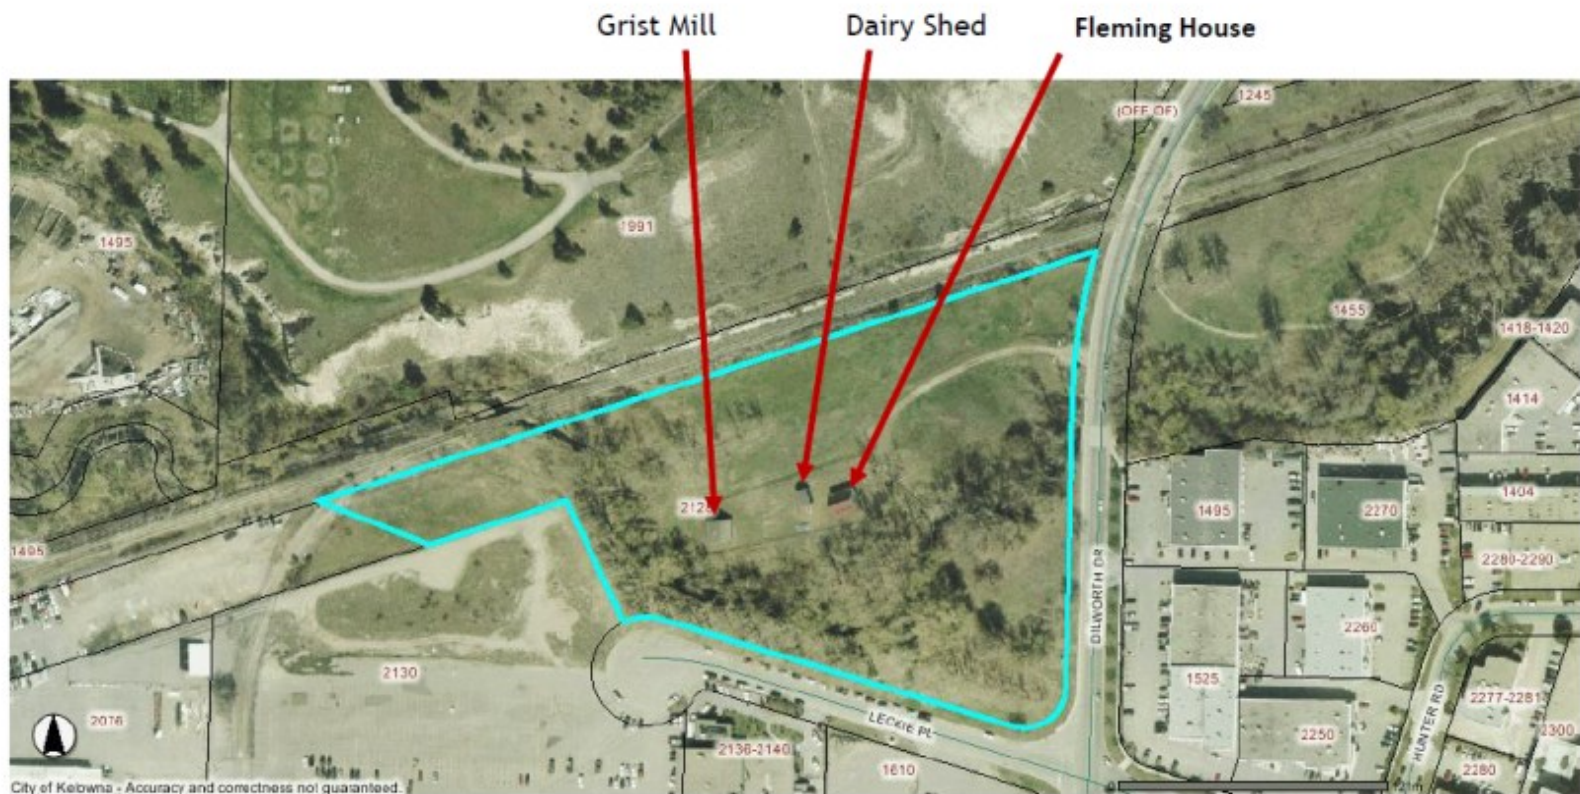 Grist Mill
Dairy Shed
Fleming House
1245
(OFF OF)
1991
1495
1455
1418-1420
1414
1404
1495
2270
2280-2290
1495
2260
DILWORTH DR
1525
2130
2277-2281
2076
LECKIE PL
2136-2140
2250
HUNTER RD
2300
1610
2280
City of Kelowna - Accuracy and correctness not guaranteed.